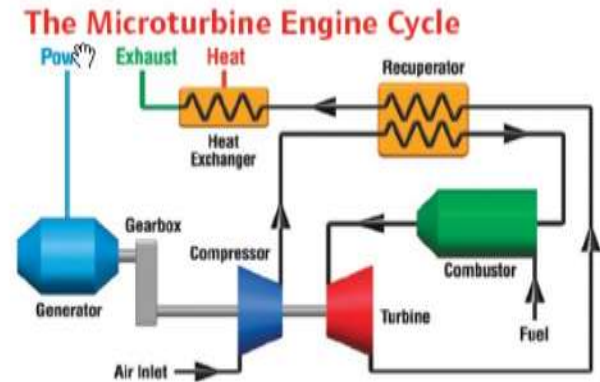 The Microturbine Engine Cycle
Exhaust
Heat
Recuperator
Heat
Exchanger
Gearbox
Compressor
Combustor
Generator
Turbine
Fuel
Air Inlet